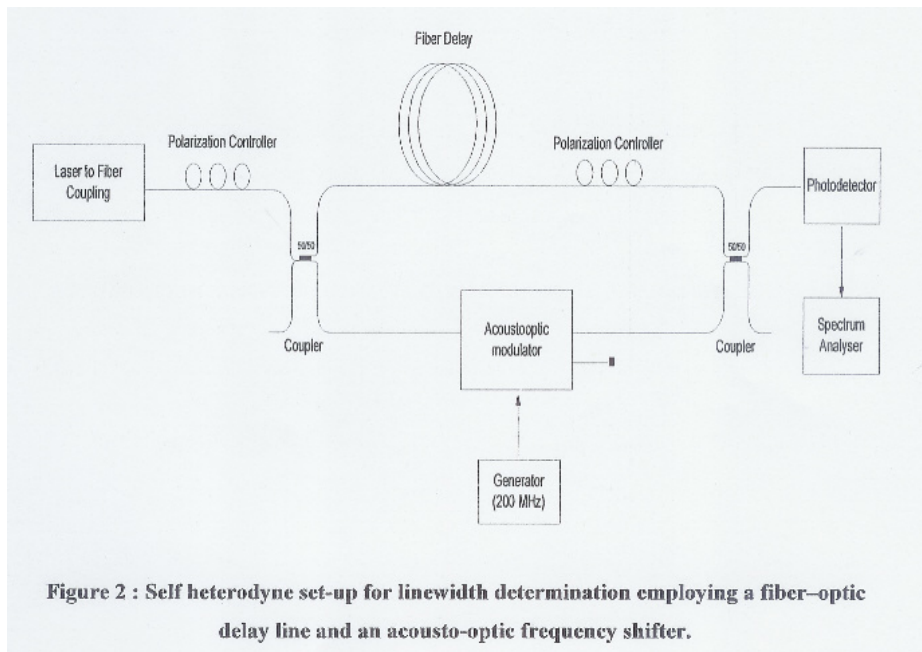 Fiber Delay
Polarization Controller
Polarization Controller
Laser to Fiber
Coupling
Photodetector
50/50
50/50
Acoustooptic
modulator
Spectrum
Analyser
Coupler
Coupler
Generator
(200 MHz)
Figure 2 : Self heterodyne set-up for linewidth determination employing a fiber–optic
delay line and an acousto-optic frequency shifter.